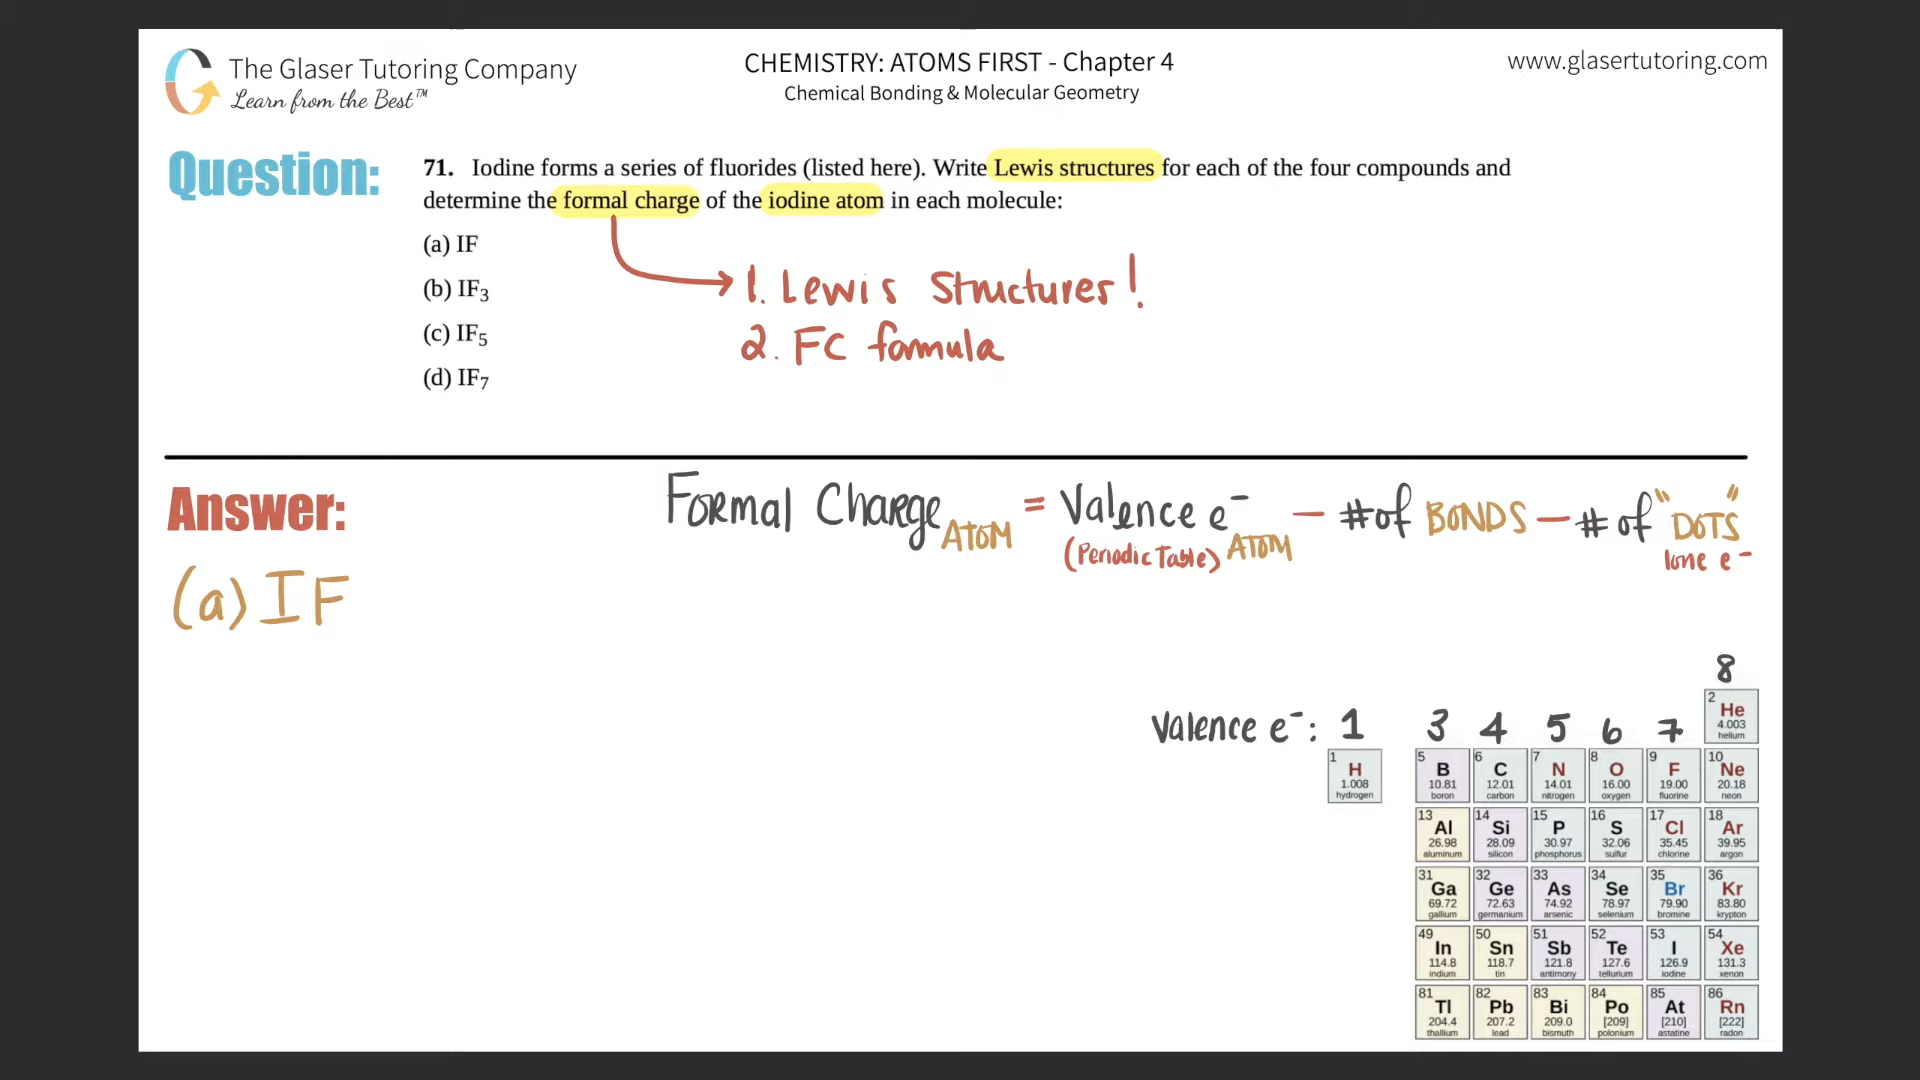 The Glaser Tutoring Company
Learn from the Best™
CHEMISTRY: ATOMS FIRST - Chapter 4
Chemical Bonding & Molecular Geometry
www.glasertutoring.com
Question:
71. Iodine forms a series of fluorides (listed here). Write Lewis structures for each of the four compounds and
determine the formal charge of the iodine atom in each molecule:
(a) IF
(b) IF₃
(c) IF₅
(d) IF₇
1. Lewis Structures!
2. FC formula
Answer:
Formal Charge ATOM = Valence e⁻ ATOM − # of BONDS − # of "DOTS"
(Periodic Table)
lone e⁻
(a) IF
8
Valence e⁻: 1 3 4 5 6 7
2 He 4.003 helium
1 H 1.008 hydrogen
5 B 10.81 boron
6 C 12.01 carbon
7 N 14.01 nitrogen
8 O 16.00 oxygen
9 F 19.00 fluorine
10 Ne 20.18 neon
13 Al 26.98 aluminum
14 Si 28.09 silicon
15 P 30.97 phosphorus
16 S 32.06 sulfur
17 Cl 35.45 chlorine
18 Ar 39.95 argon
31 Ga 69.72 gallium
32 Ge 72.63 germanium
33 As 74.92 arsenic
34 Se 78.97 selenium
35 Br 79.90 bromine
36 Kr 83.80 krypton
49 In 114.8 indium
50 Sn 118.7 tin
51 Sb 121.8 antimony
52 Te 127.6 tellurium
53 I 126.9 iodine
54 Xe 131.3 xenon
81 Tl 204.4 thallium
82 Pb 207.2 lead
83 Bi 209.0 bismuth
84 Po [209] polonium
85 At [210] astatine
86 Rn [222] radon